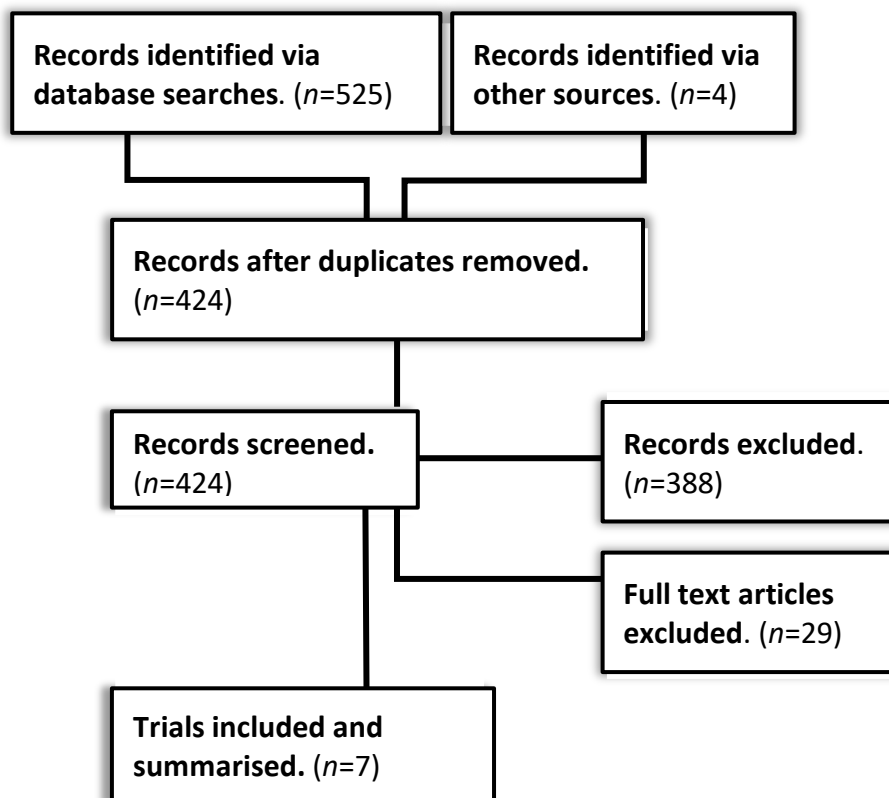 Records identified via
database searches. (n=525)
Records identified via
other sources. (n=4)
Records after duplicates removed.
(n=424)
Records screened.
(n=424)
Records excluded.
(n=388)
Full text articles
excluded. (n=29)
Trials included and
summarised. (n=7)